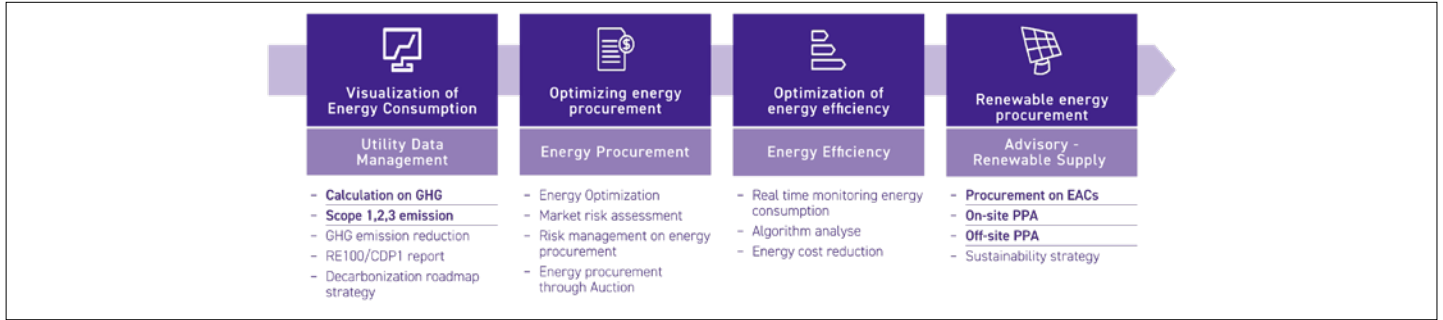 Visualization of
Energy Consumption
Utility Data
Management
- Calculation on GHG
- Scope 1,2,3 emission
- GHG emission reduction
- RE100/CDP1 report
- Decarbonization roadmap
strategy
$
Optimizing energy
procurement
Energy Procurement
- Energy Optimization
- Market risk assessment
- Risk management on energy
procurement
- Energy procurement
through Auction
Optimization of
energy efficiency
Energy Efficiency
- Real time monitoring energy
consumption
- Algorithm analyse
- Energy cost reduction
Renewable energy
procurement
Advisory -
Renewable Supply
- Procurement on EACs
- On-site PPA
- Off-site PPA
- Sustainability strategy